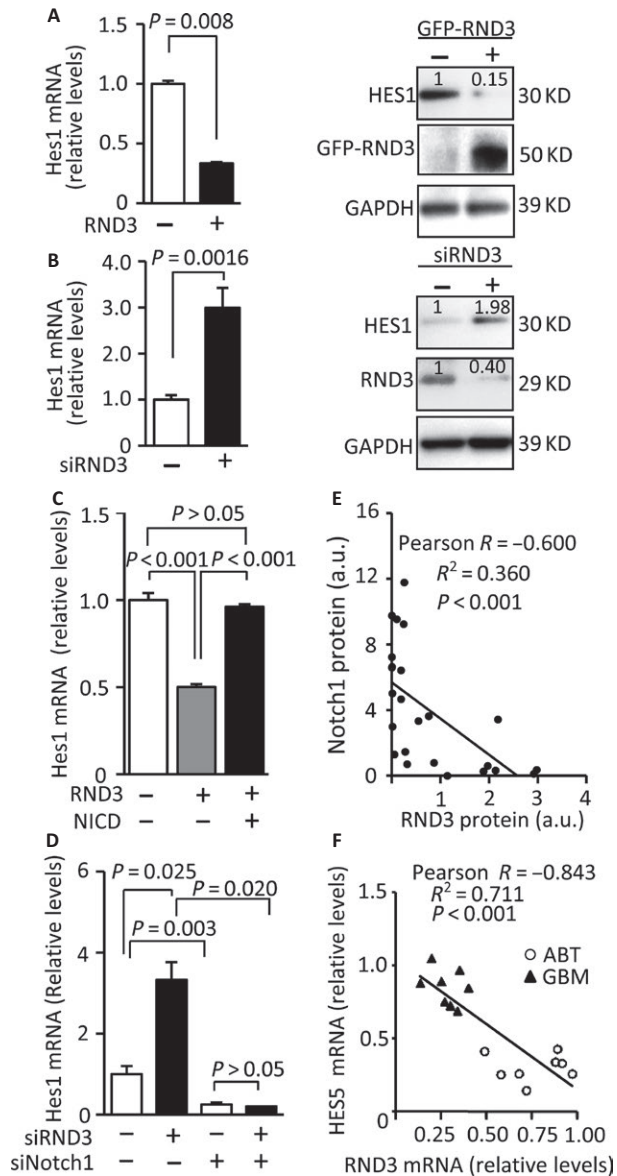 A
P = 0.008
Hes1 mRNA
(relative levels)
1.5
1.0
0.5
0
RND3
– +
GFP-RND3
– +
HES1
1 0.15
30 KD
GFP-RND3
50 KD
GAPDH
39 KD
B
P = 0.0016
Hes1 mRNA
(relative levels)
4.0
3.0
2.0
1.0
0
siRND3
– +
siRND3
– +
HES1
1 1.98
30 KD
RND3
1 0.40
29 KD
GAPDH
39 KD
C
P > 0.05
P < 0.001 P < 0.001
Hes1 mRNA (relative levels)
1.5
1.0
0.5
0
RND3 – + +
NICD – – +
E
Pearson R = –0.600
R² = 0.360
P < 0.001
Notch1 protein (a.u.)
16
12
8
4
0
1 2 3 4
RND3 protein (a.u.)
D
P = 0.025
P = 0.020
P = 0.003
P > 0.05
Hes1 mRNA (Relative levels)
6
4
2
0
siRND3 – + – +
siNotch1 – – + +
F
Pearson R = –0.843
R² = 0.711
P < 0.001
ABT
GBM
HES5 mRNA (relative levels)
1.5
1.0
0.5
0
0.25 0.50 0.75 1.00
RND3 mRNA (relative levels)